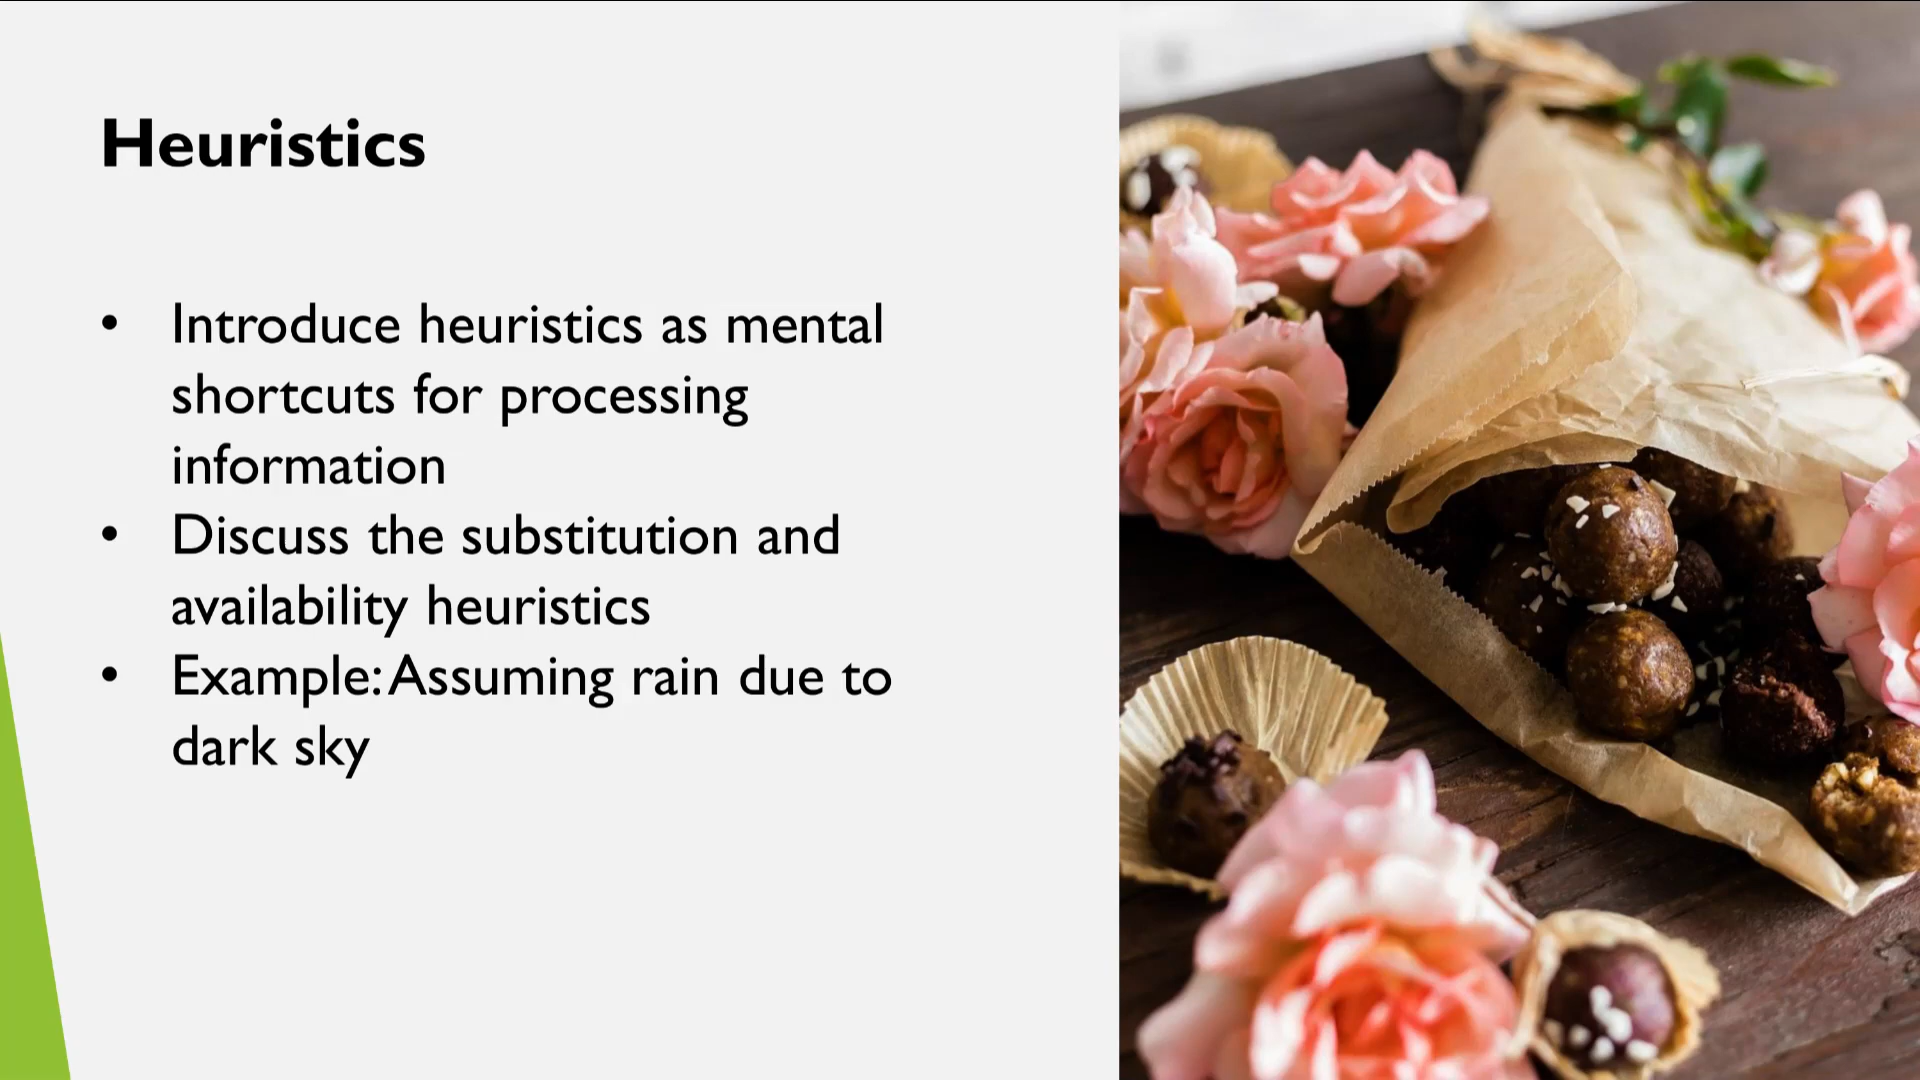 Heuristics
• Introduce heuristics as mental
shortcuts for processing
information
• Discuss the substitution and
availability heuristics
• Example: Assuming rain due to
dark sky